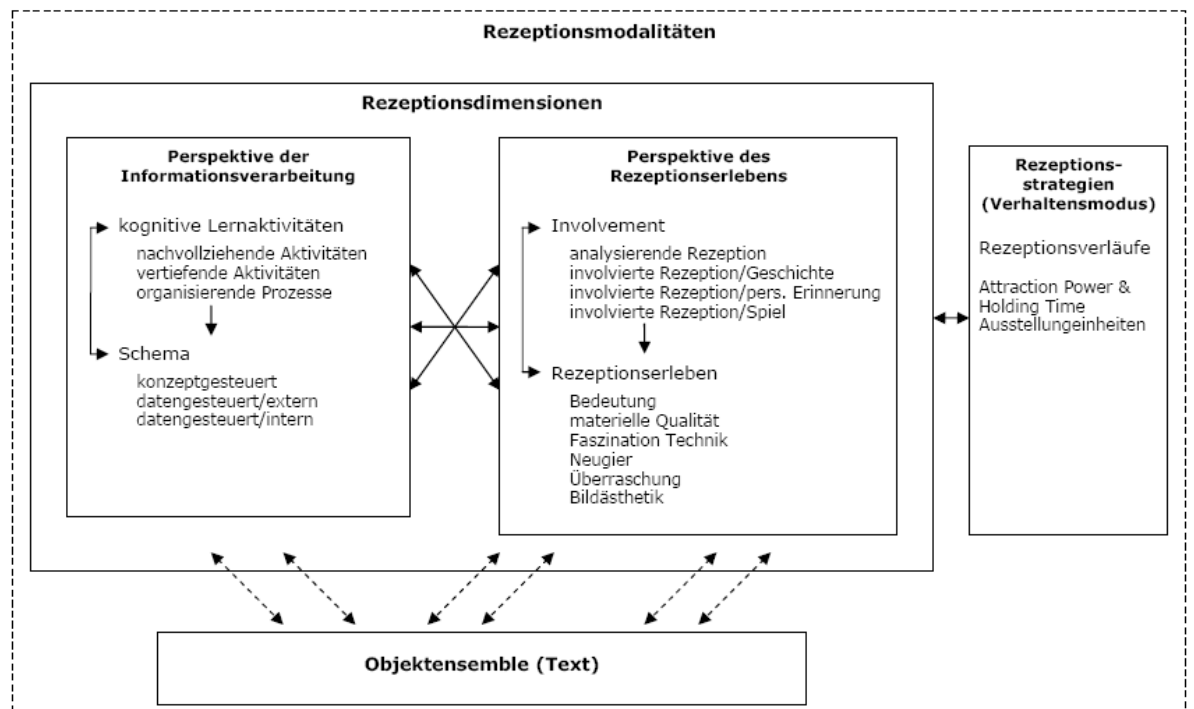 Rezeptionsmodalitäten
Rezeptionsdimensionen
Perspektive der
Informationsverarbeitung
kognitive Lernaktivitäten
nachvollziehende Aktivitäten
vertiefende Aktivitäten
organisierende Prozesse
Schema
konzeptgesteuert
datengesteuert/extern
datengesteuert/intern
Perspektive des
Rezeptionserlebens
Involvement
analysierende Rezeption
involvierte Rezeption/Geschichte
involvierte Rezeption/pers. Erinnerung
involvierte Rezeption/Spiel
Rezeptionserleben
Bedeutung
materielle Qualität
Faszination Technik
Neugier
Überraschung
Bildästhetik
Rezeptions-
strategien
(Verhaltensmodus)
Rezeptionsverläufe
Attraction Power &
Holding Time
Ausstellungeinheiten
Objektensemble (Text)